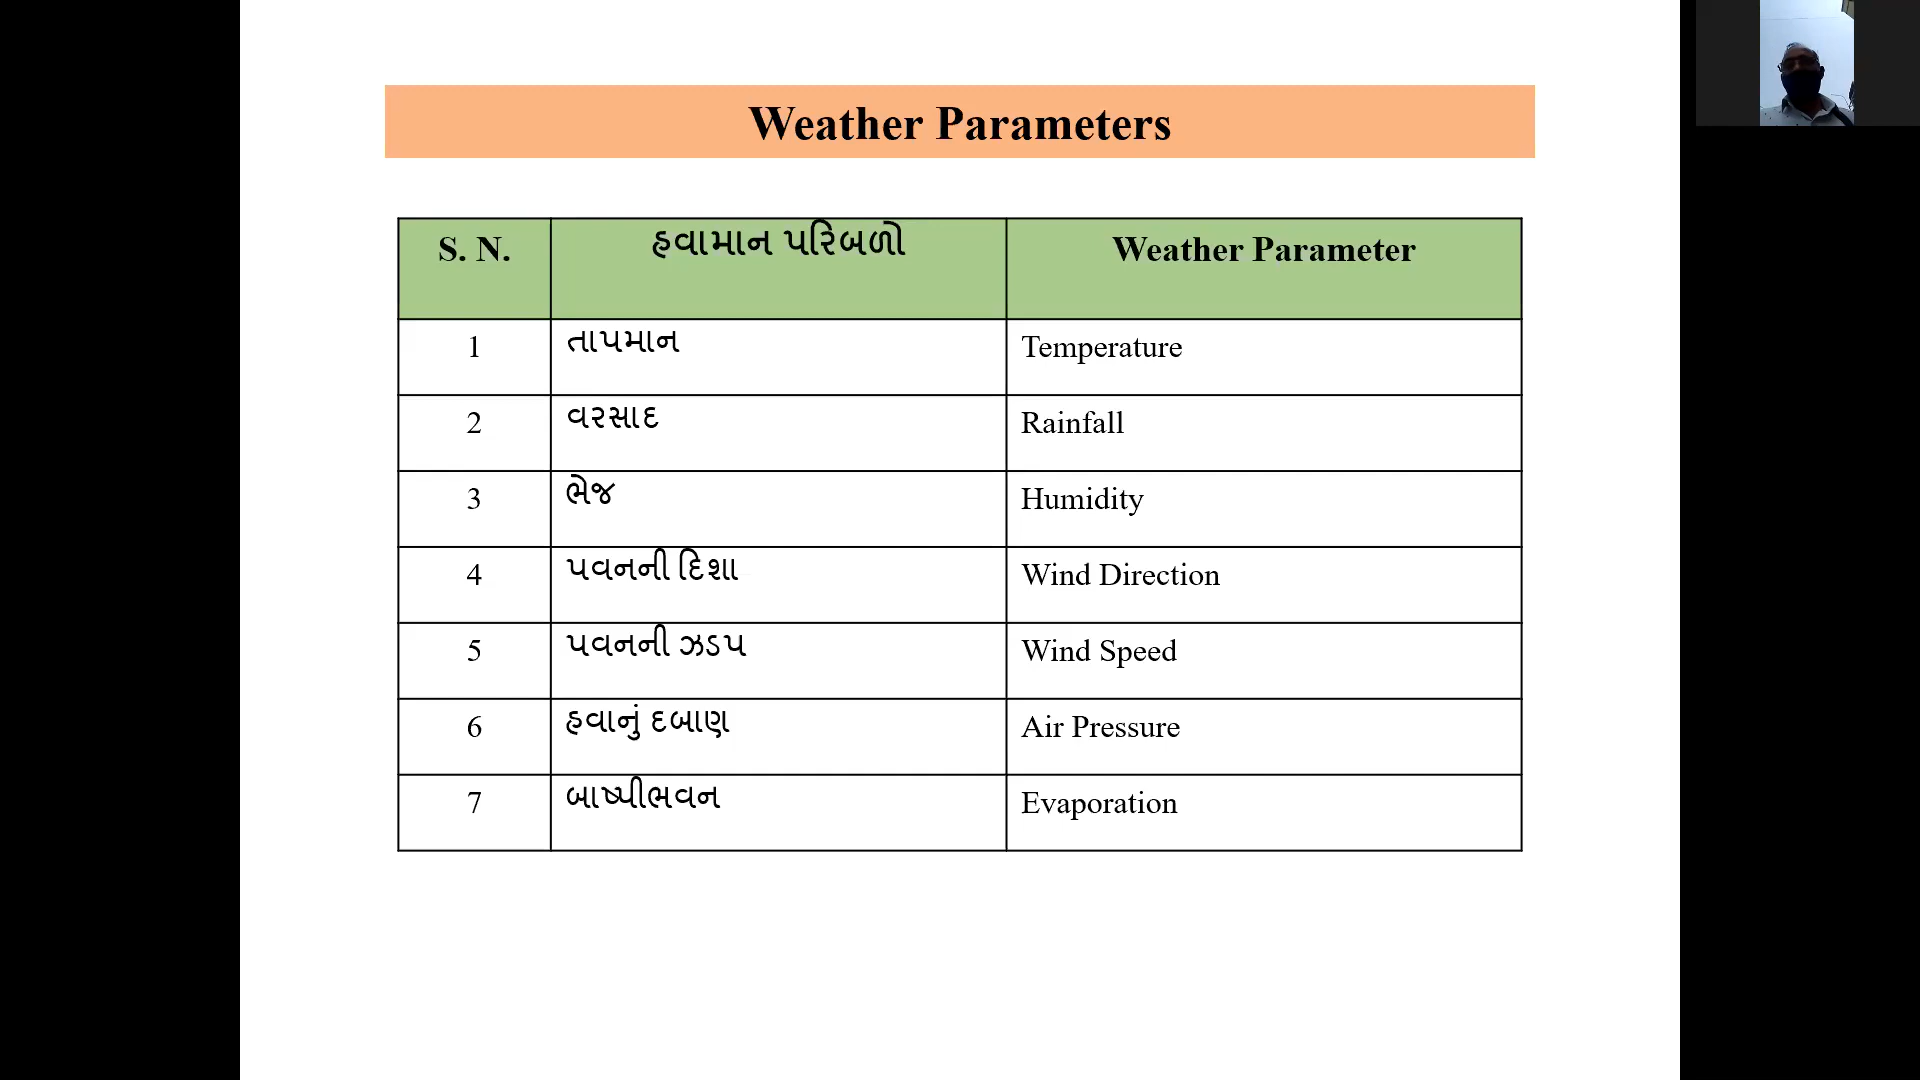 Weather Parameters
S. N. હવામાન પરિબળો Weather Parameter
1 તાપમાન Temperature
2 વરસાદ Rainfall
3 ભેજ Humidity
4 પવનની દિશા Wind Direction
5 પવનની ઝડપ Wind Speed
6 હવાનું દબાણ Air Pressure
7 બાષ્પીભવન Evaporation